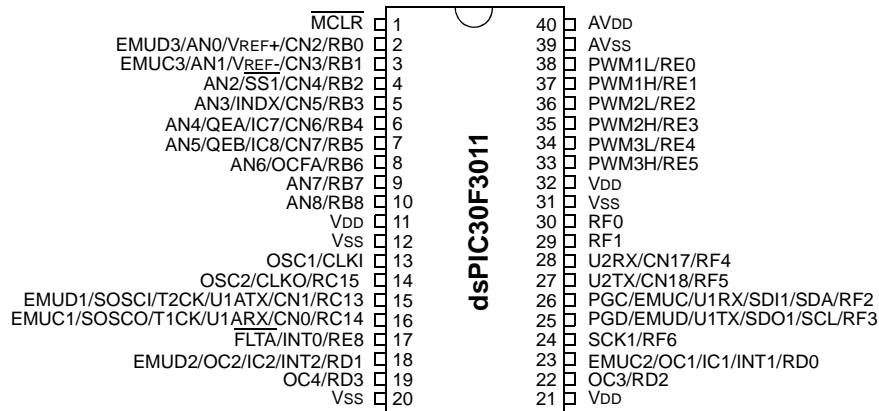 MCLR 1
EMUD3/AN0/VREF+/CN2/RB0 2
EMUC3/AN1/VREF-/CN3/RB1 3
AN2/SS1/CN4/RB2 4
AN3/INDX/CN5/RB3 5
AN4/QEA/IC7/CN6/RB4 6
AN5/QEB/IC8/CN7/RB5 7
AN6/OCFA/RB6 8
AN7/RB7 9
AN8/RB8 10
VDD 11
VSS 12
OSC1/CLKI 13
OSC2/CLKO/RC15 14
EMUD1/SOSCI/T2CK/U1ATX/CN1/RC13 15
EMUC1/SOSCO/T1CK/U1ARX/CN0/RC14 16
FLTA/INT0/RE8 17
EMUD2/OC2/IC2/INT2/RD1 18
OC4/RD3 19
VSS 20
dsPIC30F3011
40 AVDD
39 AVSS
38 PWM1L/RE0
37 PWM1H/RE1
36 PWM2L/RE2
35 PWM2H/RE3
34 PWM3L/RE4
33 PWM3H/RE5
32 VDD
31 VSS
30 RF0
29 RF1
28 U2RX/CN17/RF4
27 U2TX/CN18/RF5
26 PGC/EMUC/U1RX/SDI1/SDA/RF2
25 PGD/EMUD/U1TX/SDO1/SCL/RF3
24 SCK1/RF6
23 EMUC2/OC1/IC1/INT1/RD0
22 OC3/RD2
21 VDD